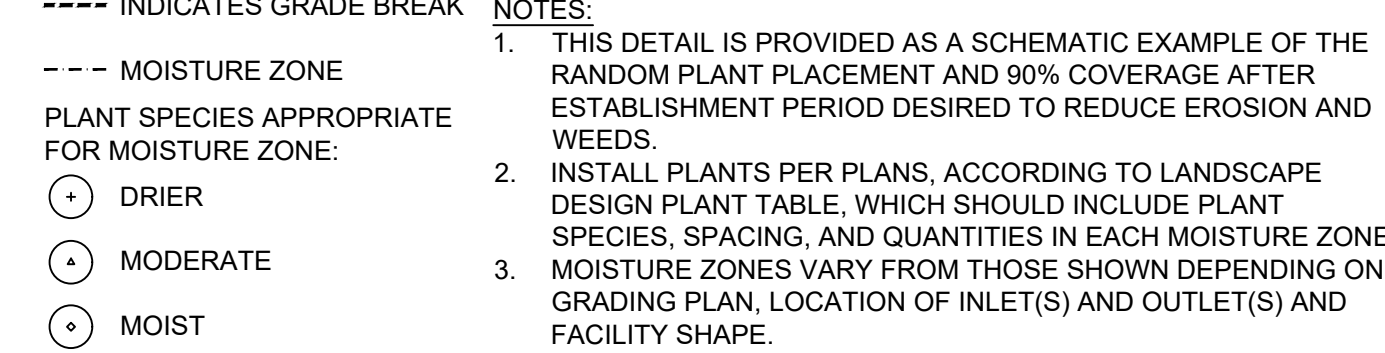 INDICATES GRADE BREAK
MOISTURE ZONE
PLANT SPECIES APPROPRIATE
FOR MOISTURE ZONE:
DRIER
MODERATE
MOIST
NOTES:
1. THIS DETAIL IS PROVIDED AS A SCHEMATIC EXAMPLE OF THE
RANDOM PLANT PLACEMENT AND 90% COVERAGE AFTER
ESTABLISHMENT PERIOD DESIRED TO REDUCE EROSION AND
WEEDS.
2. INSTALL PLANTS PER PLANS, ACCORDING TO LANDSCAPE
DESIGN PLANT TABLE, WHICH SHOULD INCLUDE PLANT
SPECIES, SPACING, AND QUANTITIES IN EACH MOISTURE ZONE
3. MOISTURE ZONES VARY FROM THOSE SHOWN DEPENDING ON
GRADING PLAN, LOCATION OF INLET(S) AND OUTLET(S) AND
FACILITY SHAPE.